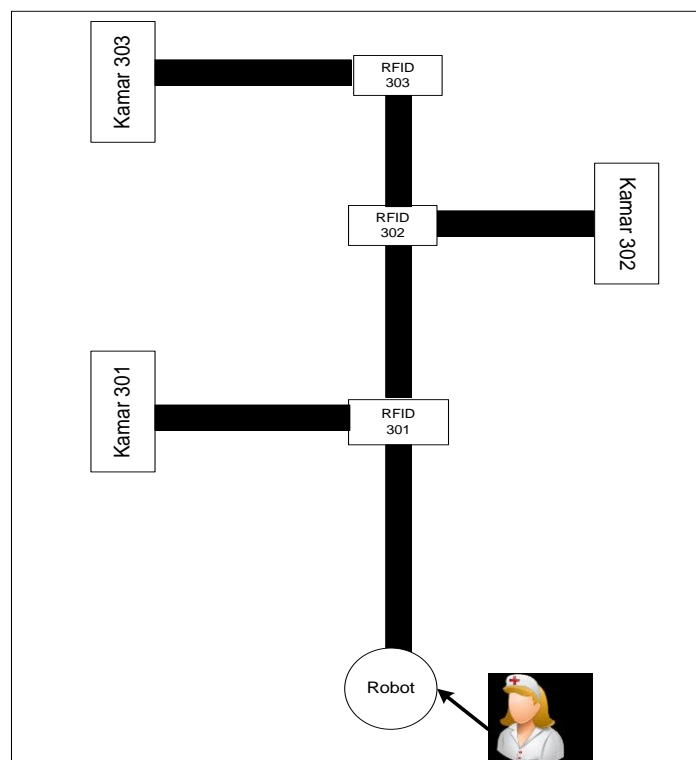 Kamar 303
RFID
303
RFID
302
Kamar 302
Kamar 301
RFID
301
Robot